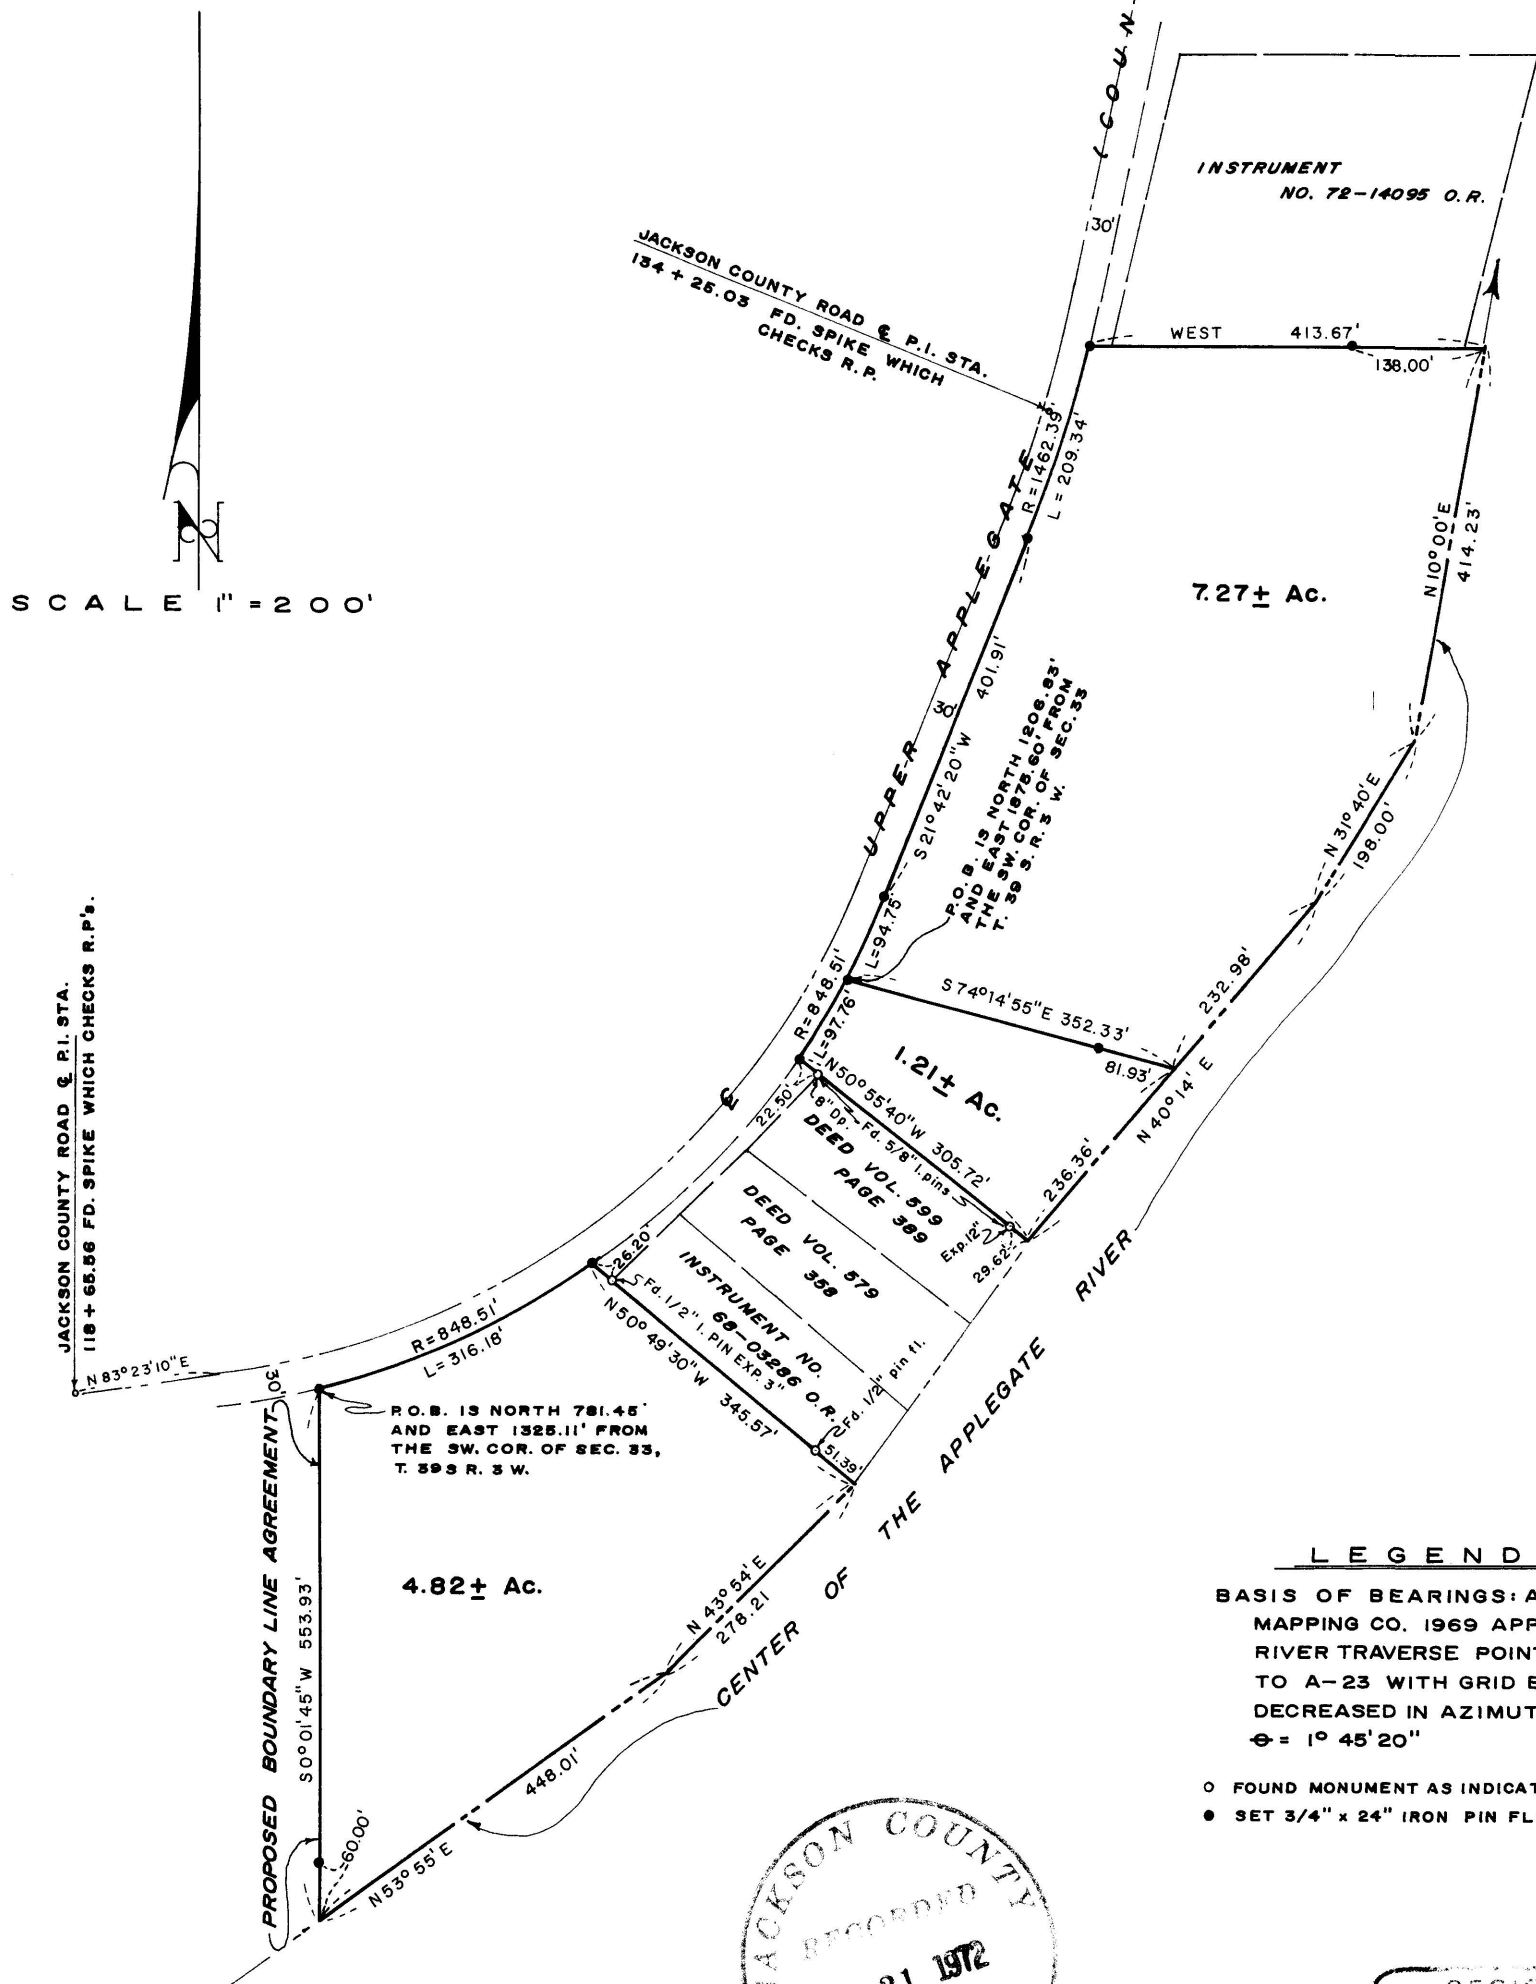 COUN
INSTRUMENT
NO. 72-14095 O.R.
30'
JACKSON COUNTY ROAD ℄ P.I. STA.
134 + 25.03 FD. SPIKE WHICH
CHECKS R.P.
WEST 413.67'
138.00'
R=1462.39'
L=209.34'
SCALE 1"=200'
7.27± Ac.
N10°00'E
414.23'
UPPER APPLEGATE
401.91'
30'
S21°42'20"W
P.O.B. IS NORTH 1206.83'
AND EAST 1875.60' FROM
THE SW. COR. OF SEC. 33
T. 39 S. R. 3 W.
N31°40'E
198.00'
L=94.75'
R=848.51'
L=97.76'
S74°14'55"E 352.33'
81.93'
232.98'
N40°14'E
236.36'
1.21± Ac.
JACKSON COUNTY ROAD ℄ P.I. STA.
118 + 65.56 FD. SPIKE WHICH CHECKS R.P's.
℄
22.50'
8" Dp.
N50°55'40"W 305.72'
Fd. 5/8" I.pins
Exp.12"
29.62'
DEED VOL. 599
PAGE 389
DEED VOL. 579
PAGE 358
INSTRUMENT NO.
68-03286 O.R.
26.20'
Fd. 1/2" I. PIN EXP. 3"
N50°49'30"W 345.57'
Fd. 1/2" pin fl.
51.39'
R=848.51'
L=316.18'
N83°23'10"E
30'
P.O.B. IS NORTH 781.45'
AND EAST 1325.11' FROM
THE SW. COR. OF SEC. 33,
T. 39S R. 3 W.
PROPOSED BOUNDARY LINE AGREEMENT
S0°01'45"W 553.93'
60.00'
4.82± Ac.
N43°54'E
278.21
N53°55'E
448.01'
CENTER OF THE APPLEGATE RIVER
LEGEND
BASIS OF BEARINGS:
MAPPING CO. 1969
RIVER TRAVERSE
TO A-23 WITH GRID
DECREASED IN
Θ = 1°45'20"
FOUND MONUMENT AS
SET 3/4" x 24" IRON PIN
JACKSON COUNTY
RECORDED
21 1972